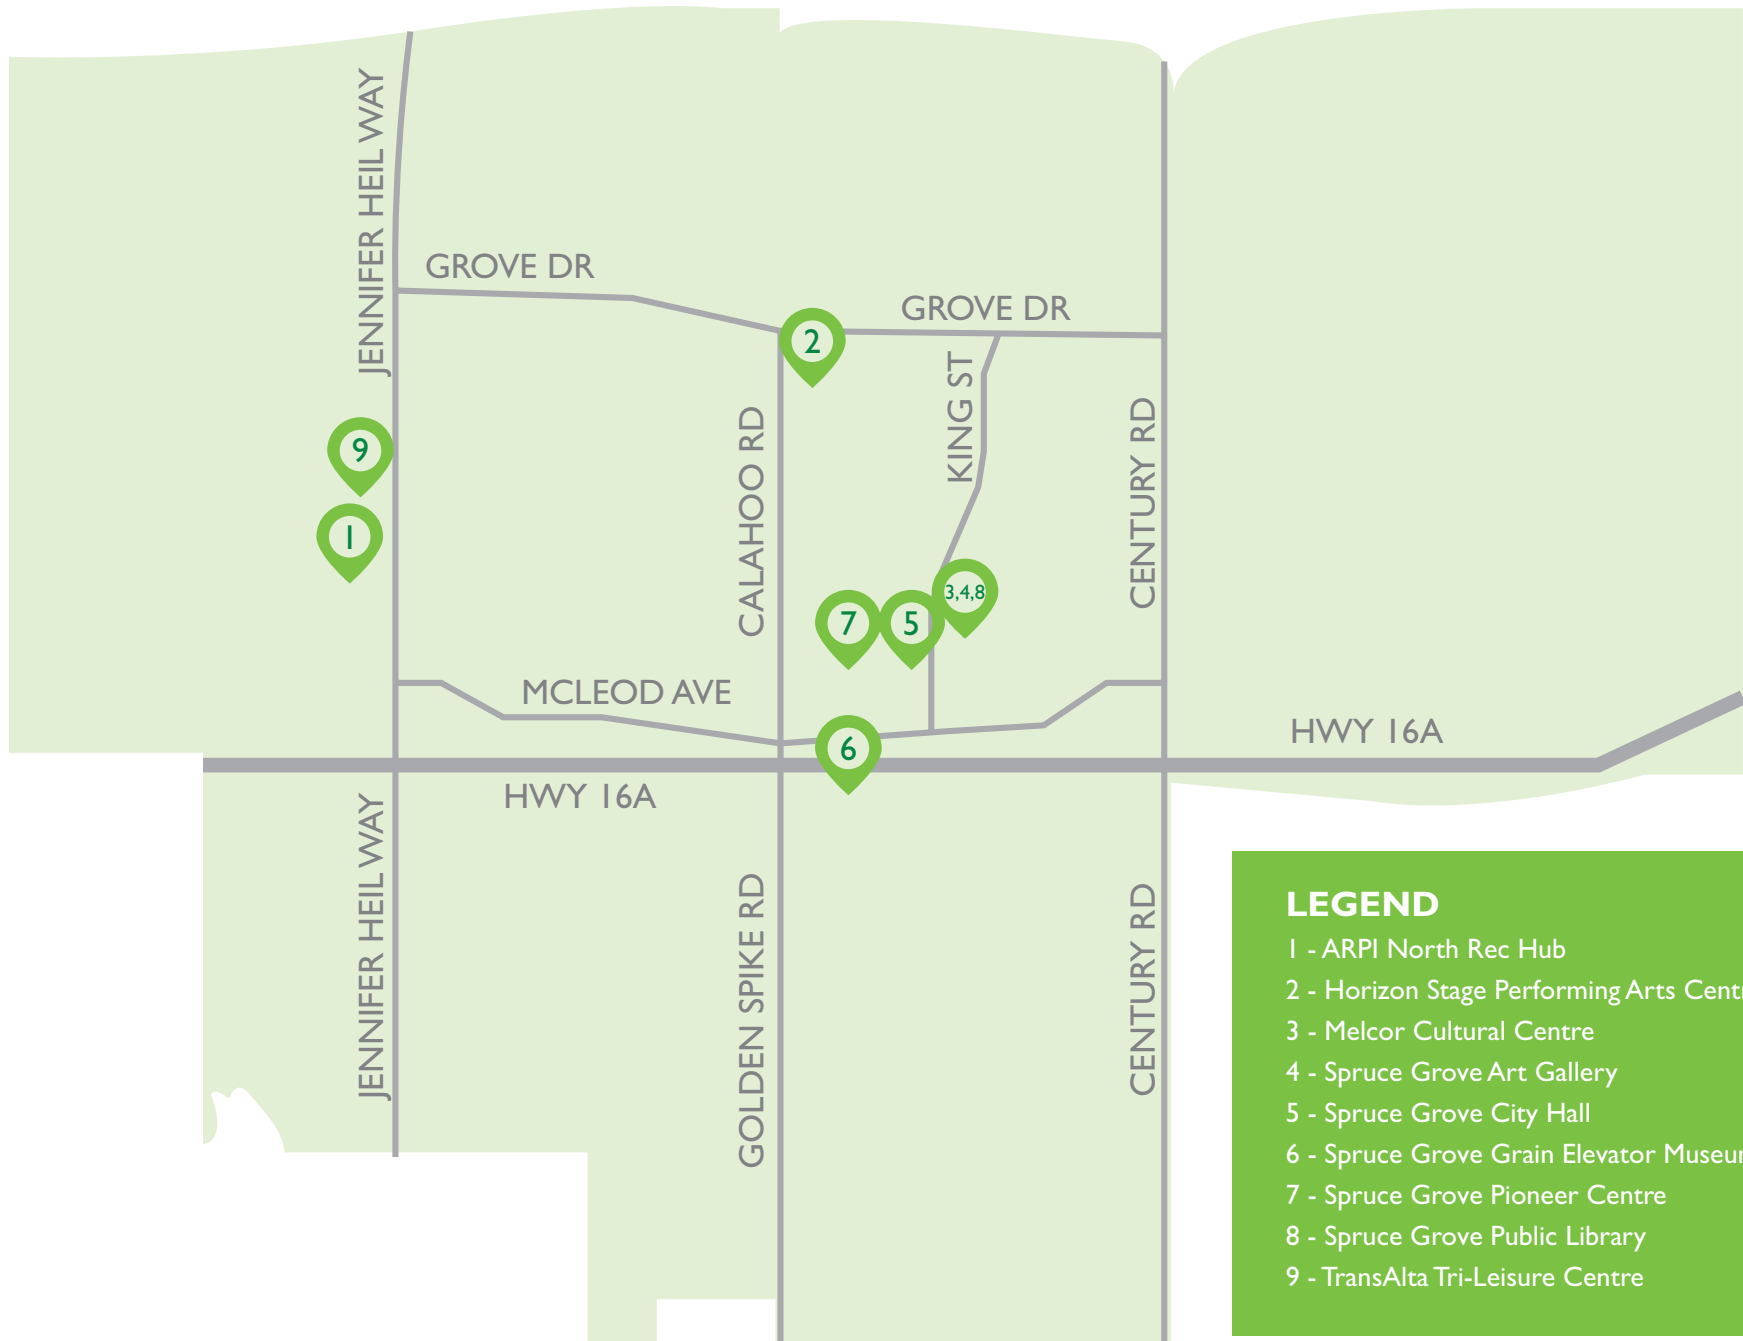 JENNIFER HEIL WAY
GROVE DR
GROVE DR
2
KING ST
9
CALAHOO RD
CENTURY RD
1
3,4,8
7
5
MCLEOD AVE
6
HWY 16A
HWY 16A
JENNIFER HEIL WAY
GOLDEN SPIKE RD
CENTURY RD
LEGEND
1 - ARPI North Rec Hub
2 - Horizon Stage Performing Arts Centr
3 - Melcor Cultural Centre
4 - Spruce Grove Art Gallery
5 - Spruce Grove City Hall
6 - Spruce Grove Grain Elevator Museu
7 - Spruce Grove Pioneer Centre
8 - Spruce Grove Public Library
9 - TransAlta Tri-Leisure Centre